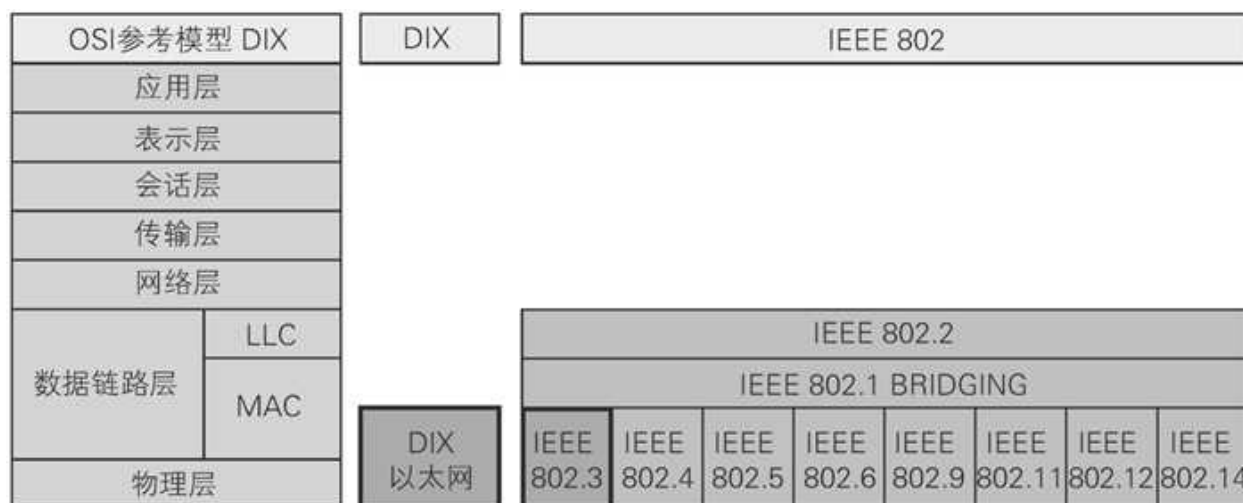 OSI参考模型 DIX
DIX
IEEE 802
应用层
表示层
会话层
传输层
网络层
数据链路层
LLC
MAC
物理层
DIX
以太网
IEEE 802.2
IEEE 802.1 BRIDGING
IEEE
802.3
IEEE
802.4
IEEE
802.5
IEEE
802.6
IEEE
802.9
IEEE
802.11
IEEE
802.12
IEEE
802.14